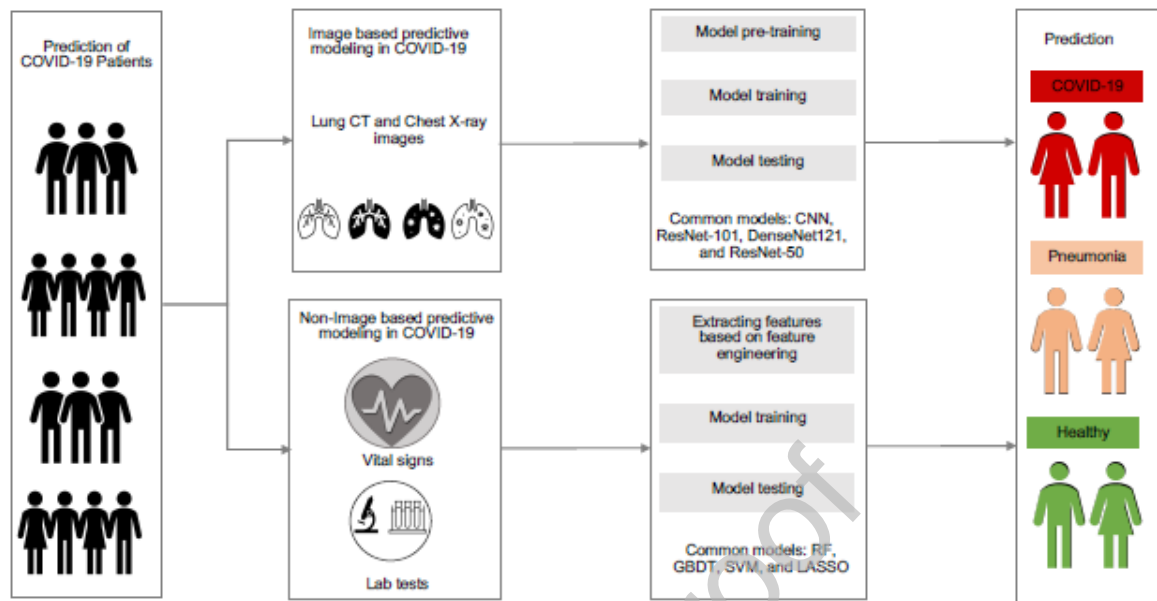 Prediction of
COVID-19 Patients
Image based predictive
modeling in COVID-19
Lung CT and Chest X-ray
images
Model pre-training
Model training
Model testing
Common models: CNN,
ResNet-101, DenseNet121,
and ResNet-50
Non-Image based predictive
modeling in COVID-19
Vital signs
Lab tests
Extracting features
based on feature
engineering
Model training
Model testing
Common models: RF,
GBDT, SVM, and LASSO
Prediction
COVID-19
Pneumonia
Healthy